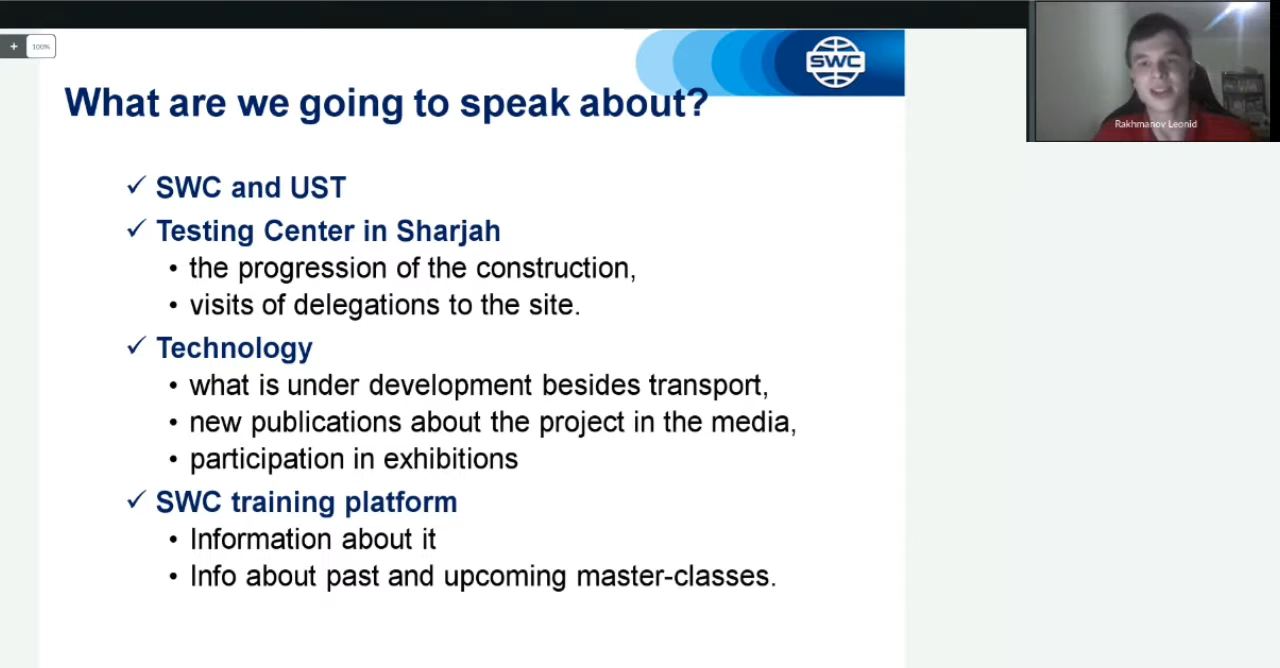 + 100%
SWC
Rakhmanov Leonid
What are we going to speak about?
✓ SWC and UST
✓ Testing Center in Sharjah
• the progression of the construction,
• visits of delegations to the site.
✓ Technology
• what is under development besides transport,
• new publications about the project in the media,
• participation in exhibitions
✓ SWC training platform
• Information about it
• Info about past and upcoming master-classes.